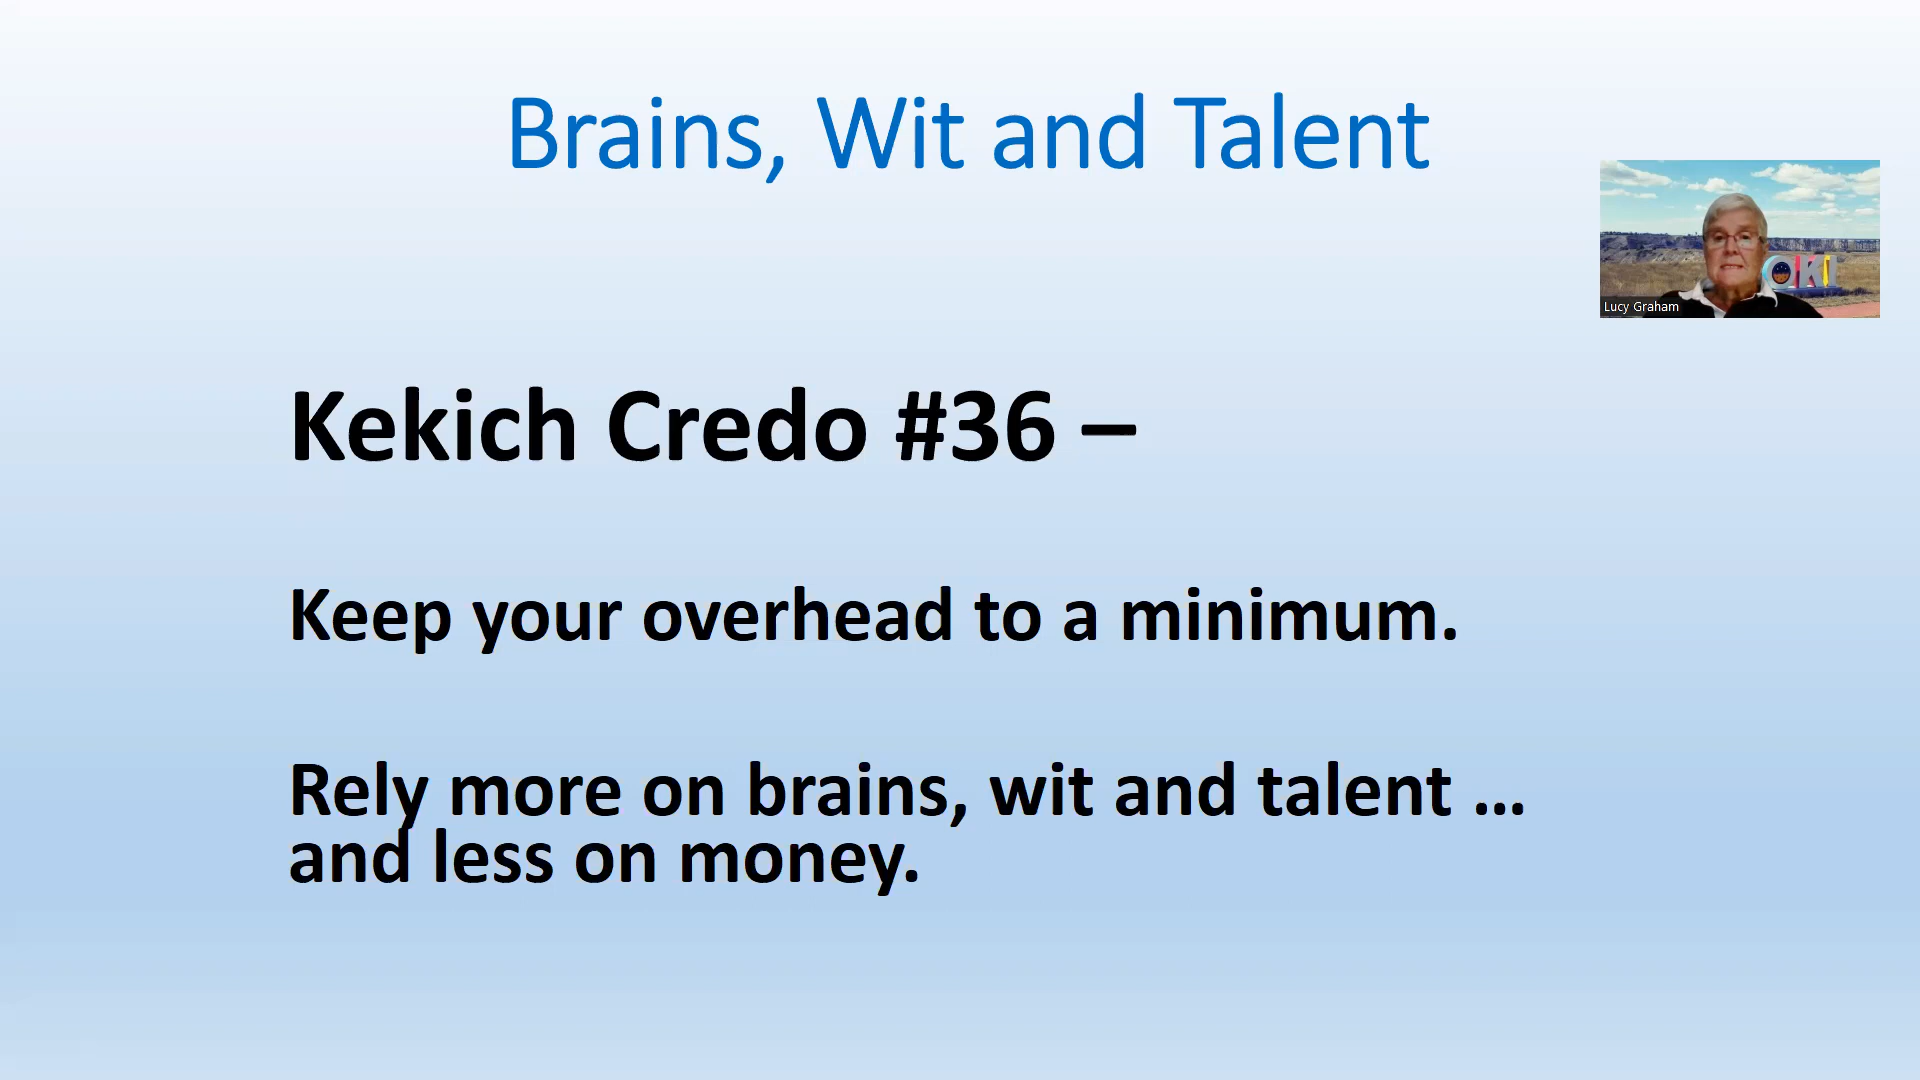 Brains, Wit and Talent
OKI
Lucy Graham
Kekich Credo #36 –
Keep your overhead to a minimum.
Rely more on brains, wit and talent …
and less on money.